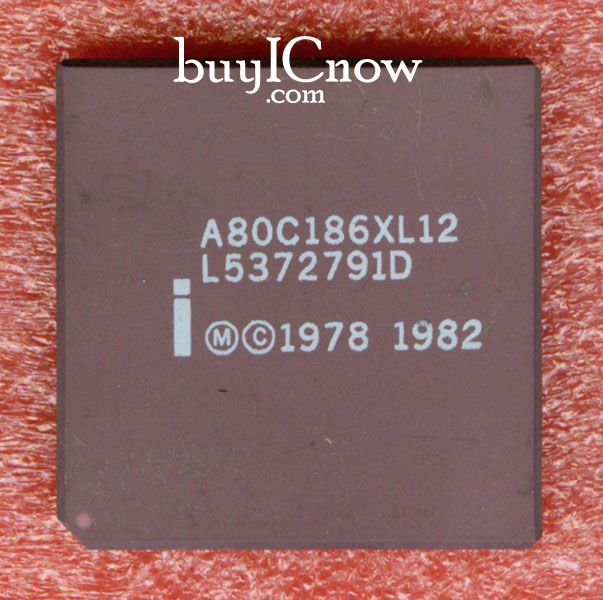 buyICnow
.com
A80C186XL12
L5372791D
i
ⓂⒸ1978 1982